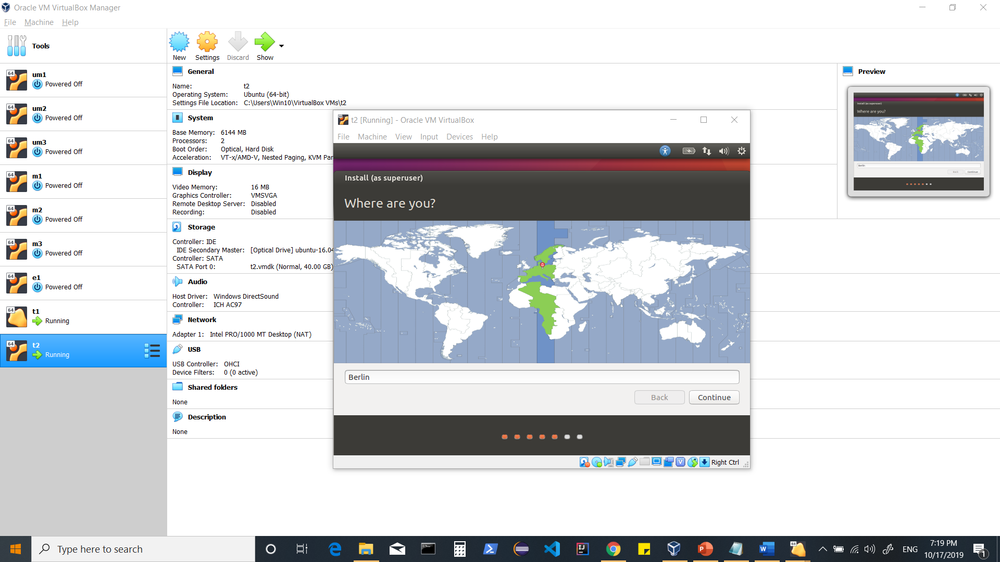 Oracle VM VirtualBox Manager
File Machine Help
Tools
New Settings Discard Show
64 um1
Powered Off
64 um2
Powered Off
64 um3
Powered Off
64 m1
Powered Off
64 m2
Powered Off
64 m3
Powered Off
64 e1
Powered Off
64 t1
Running
64 t2
Running
General
Name: t2
Operating System: Ubuntu (64-bit)
Settings File Location: C:\Users\Win10\VirtualBox VMs\t2
System
Base Memory: 6144 MB
Processors: 2
Boot Order: Optical, Hard Disk
Acceleration: VT-x/AMD-V, Nested Paging, KVM Par
Display
Video Memory: 16 MB
Graphics Controller: VMSVGA
Remote Desktop Server: Disabled
Recording: Disabled
Storage
Controller: IDE
IDE Secondary Master: [Optical Drive] ubuntu-16.04
Controller: SATA
SATA Port 0: t2.vmdk (Normal, 40.00 GB)
Audio
Host Driver: Windows DirectSound
Controller: ICH AC97
Network
Adapter 1: Intel PRO/1000 MT Desktop (NAT)
USB
USB Controller: OHCI
Device Filters: 0 (0 active)
Shared folders
None
Description
None
Preview
Install (as superuser)
Where are you?
Berlin
Back Continue
64 t2 [Running] - Oracle VM VirtualBox
File Machine View Input Devices Help
Install (as superuser)
Where are you?
Berlin
Back Continue
V Right Ctrl
Type here to search
IJ
P
W
64
ENG
7:19 PM
10/17/2019
1